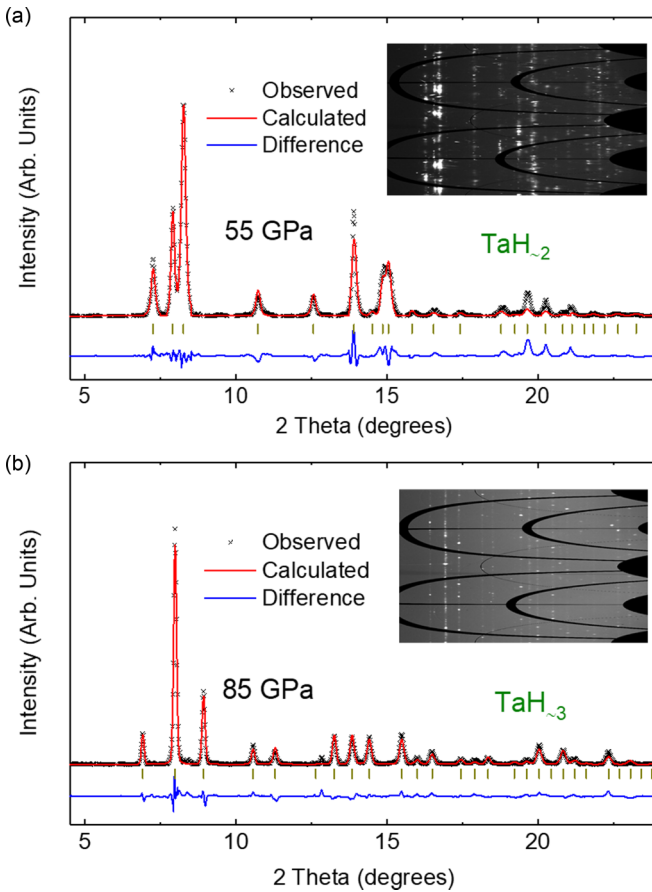 (a)
Intensity (Arb. Units)
Observed
Calculated
Difference
55 GPa
TaH~2
5 10 15 20
2 Theta (degrees)
(b)
Intensity (Arb. Units)
Observed
Calculated
Difference
85 GPa
TaH~3
5 10 15 20
2 Theta (degrees)